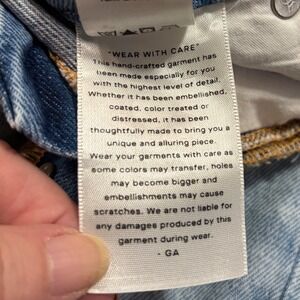 "WEAR WITH CARE"
This hand-crafted garment has
been made especially for you
with the highest level of detail.
Whether it has been embellished,
coated, color treated or
distressed, it has been
thoughtfully made to bring you a
unique and alluring piece.
Wear your garments with care as
some colors may transfer, holes
may become bigger and
embellishments may cause
scratches. We are not liable for
any damages produced by this
garment during wear.
- GA